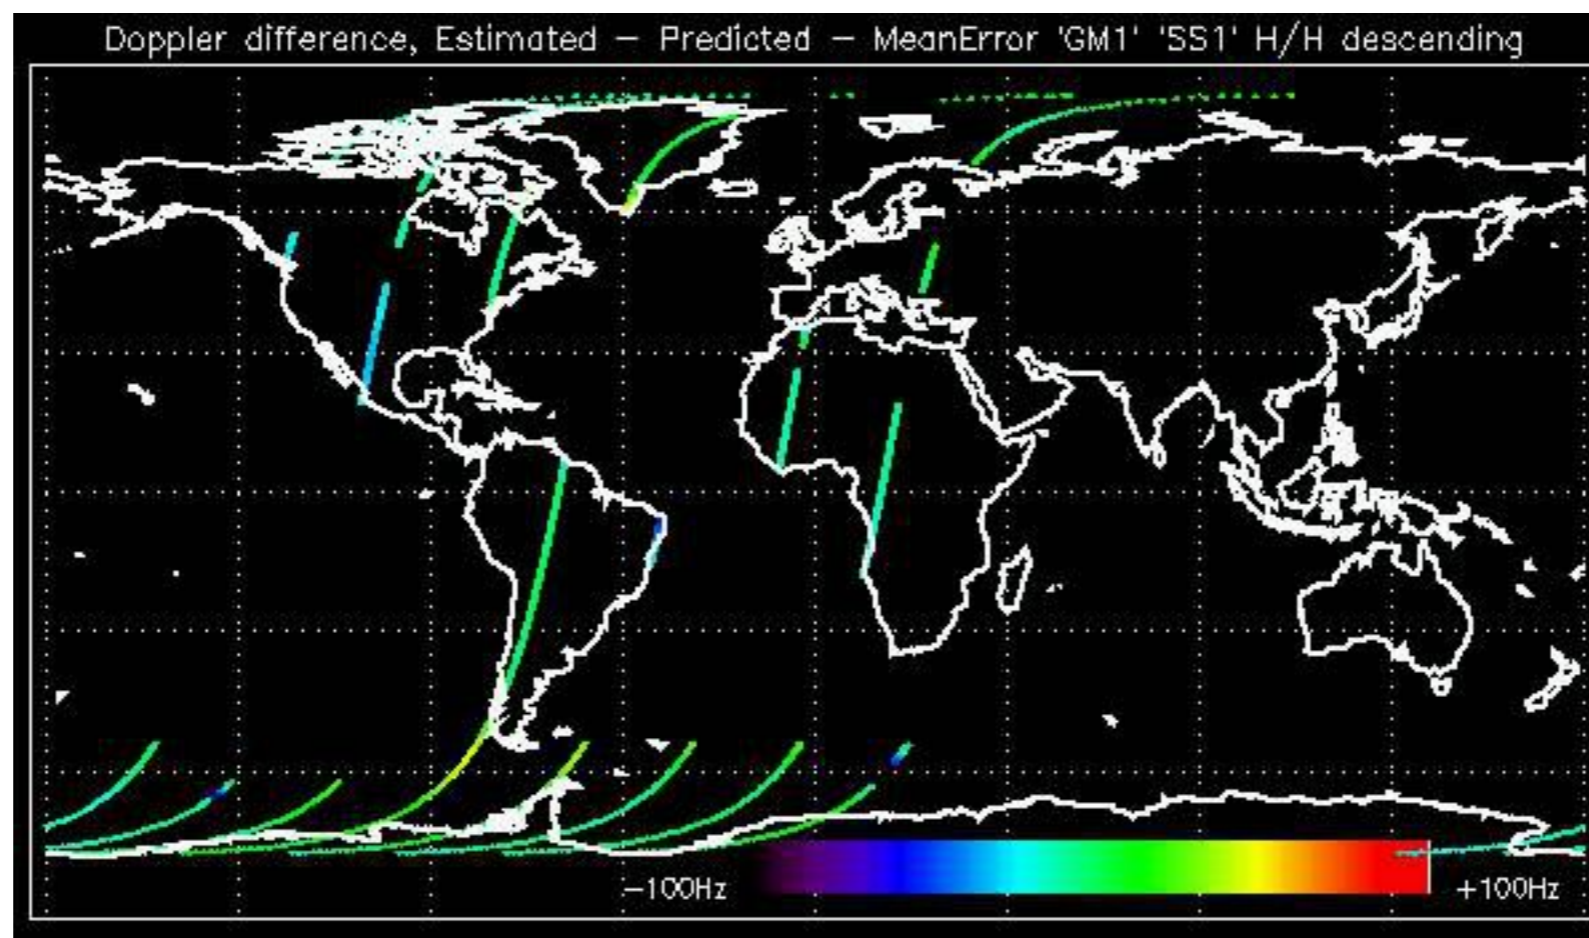 Doppler difference, Estimated – Predicted – MeanError 'GM1' 'SS1' H/H descending
–100Hz
+100Hz